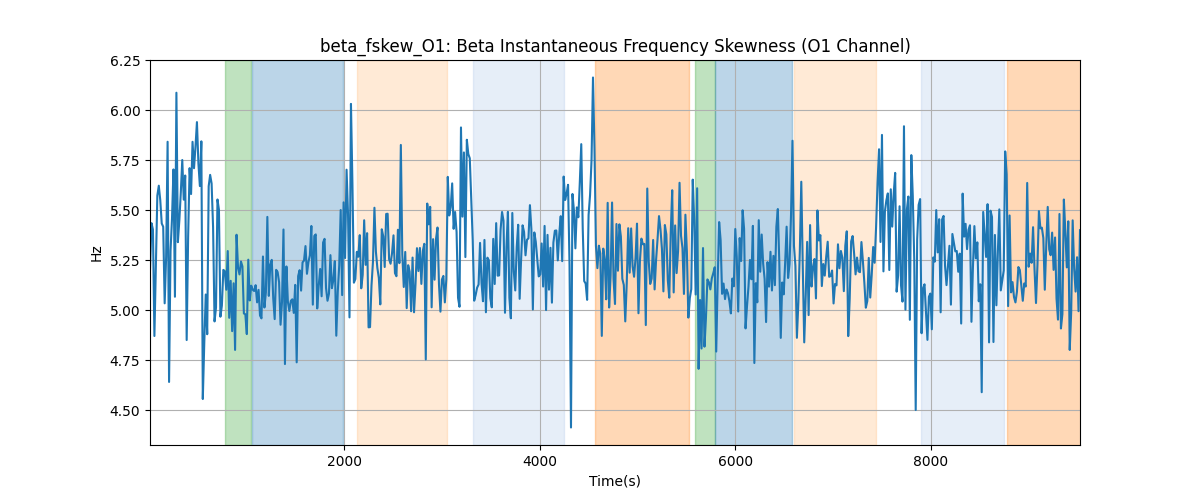 beta_fskew_O1: Beta Instantaneous Frequency Skewness (O1 Channel)
6.25
6.00
5.75
5.50
5.25
5.00
4.75
4.50
Hz
2000 4000 6000 8000
Time(s)